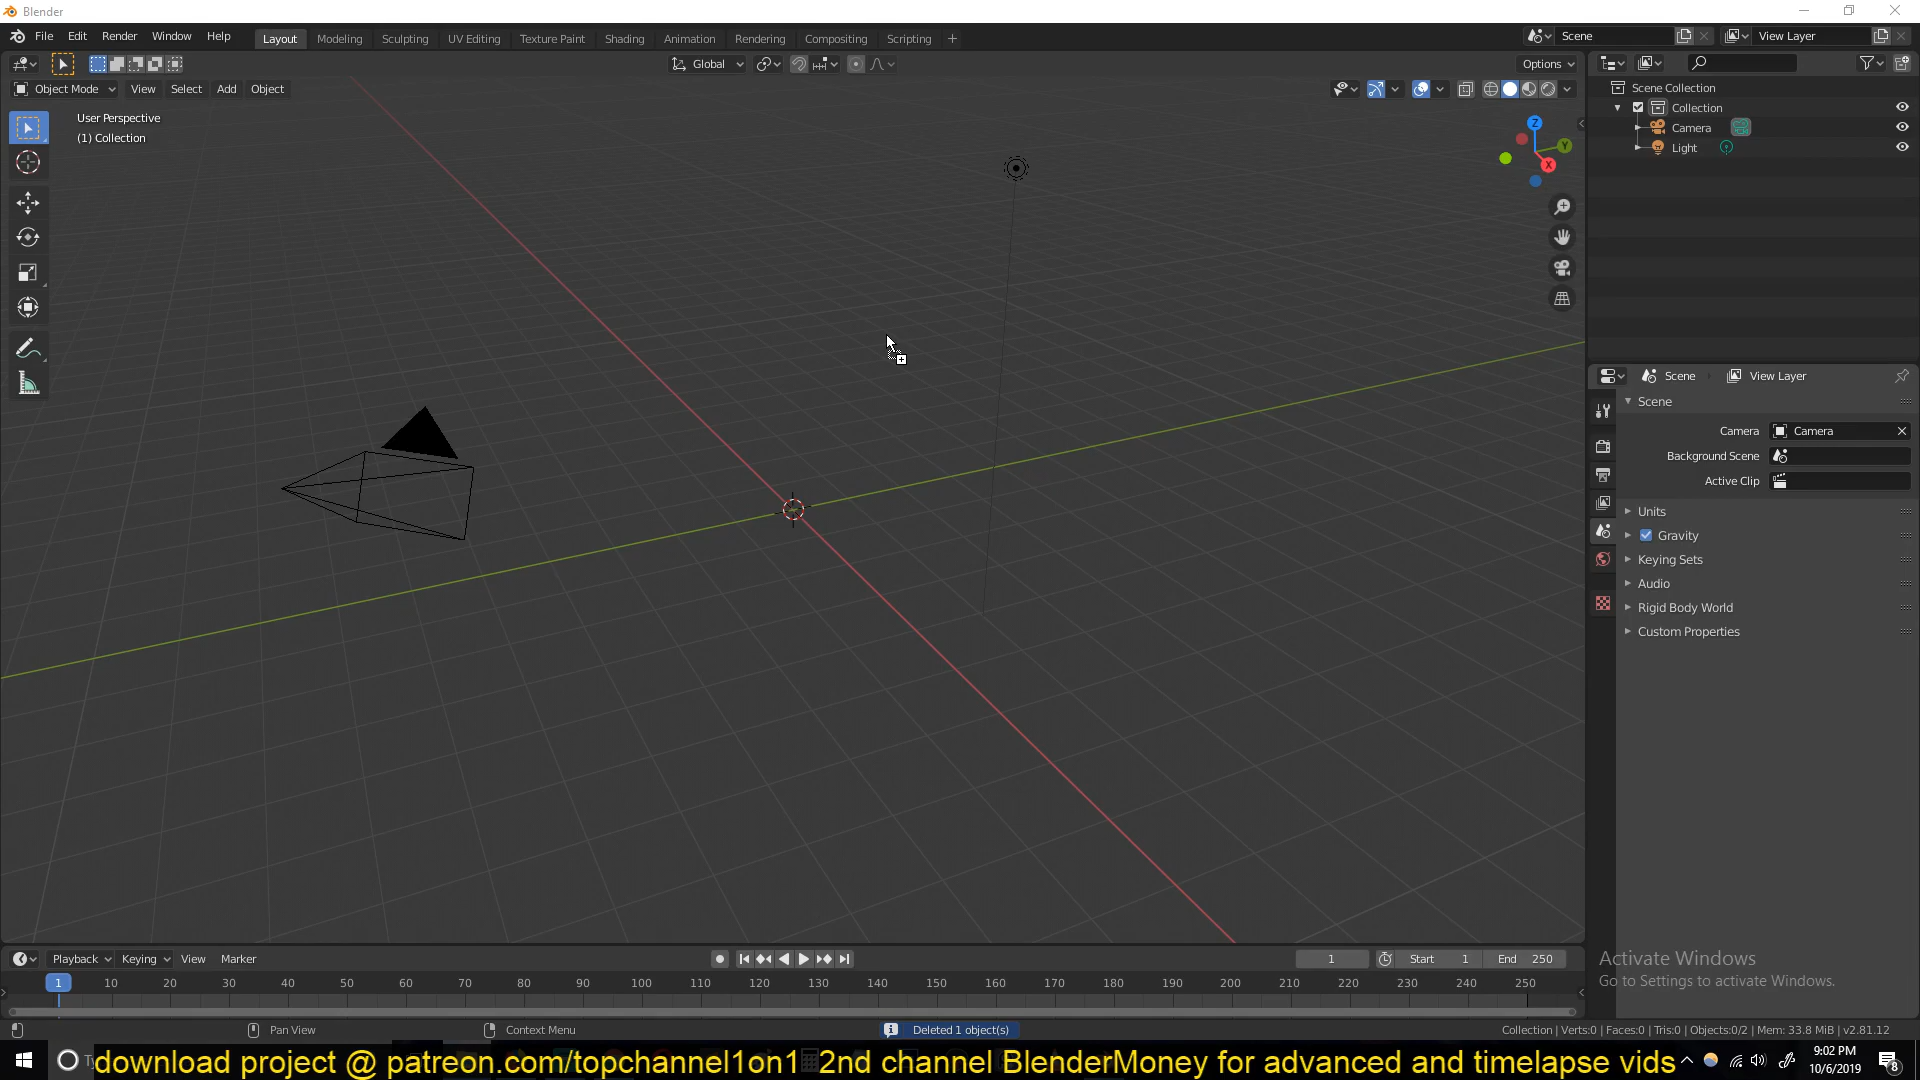 Blender
File Edit Render Window Help Layout Modeling Sculpting UV Editing Texture Paint Shading Animation Rendering Compositing Scripting + Scene View Layer
Global Options
Object Mode View Select Add Object
User Perspective
(1) Collection
Z
Y
X
Scene Collection
Collection
Camera
Light
Scene View Layer
Scene
Camera Camera
Background Scene
Active Clip
Units
Gravity
Keying Sets
Audio
Rigid Body World
Custom Properties
Playback Keying View Marker 1 Start 1 End 250
1 10 20 30 40 50 60 70 80 90 100 110 120 130 140 150 160 170 180 190 200 210 220 230 240 250
Activate Windows
Go to Settings to activate Windows.
Pan View Context Menu Deleted 1 object(s) Collection | Verts:0 | Faces:0 | Tris:0 | Objects:0/2 | Mem: 33.8 MiB | v2.81.12
download project @ patreon.com/topchannel1on1 2nd channel BlenderMoney for advanced and timelapse vids
9:02 PM
10/6/2019
8